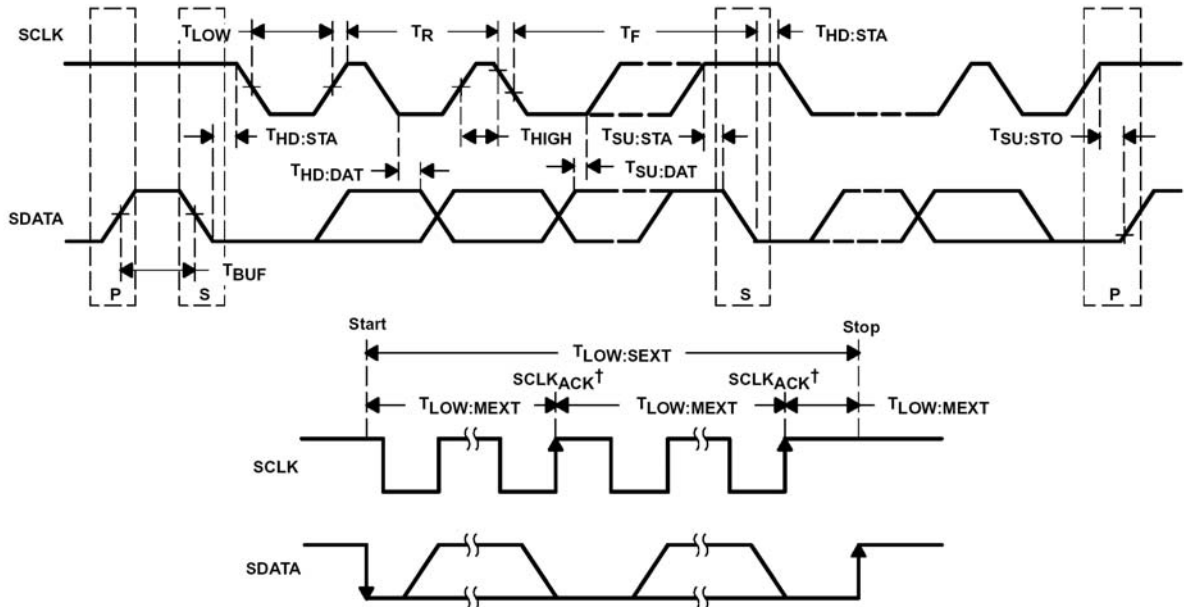 SCLK
TLOW
TR
TF
THD:STA
THD:STA
THIGH
TSU:STA
TSU:STO
THD:DAT
TSU:DAT
SDATA
TBUF
P
S
S
P
Start
Stop
TLOW:SEXT
SCLKACK†
SCLKACK†
TLOW:MEXT
TLOW:MEXT
TLOW:MEXT
SCLK
SDATA